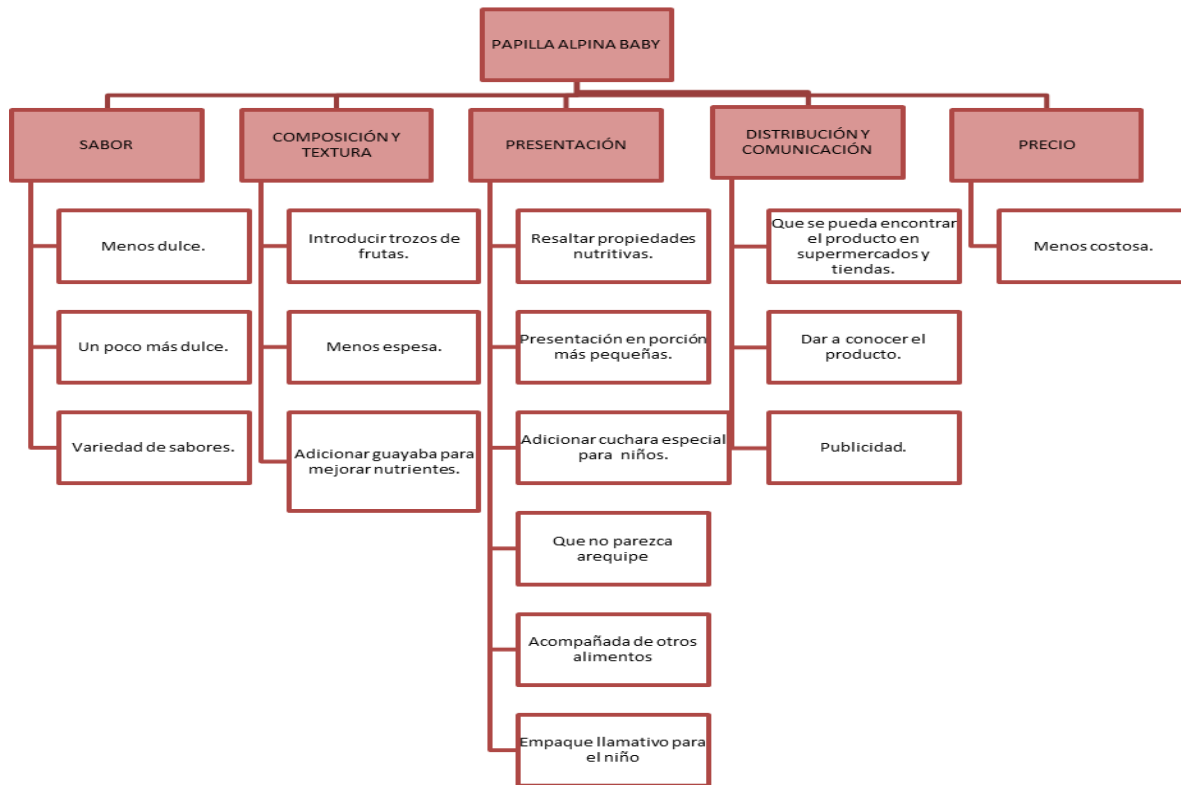 PAPILLA ALPINA BABY
SABOR
COMPOSICIÓN Y
TEXTURA
PRESENTACIÓN
DISTRIBUCIÓN Y
COMUNICACIÓN
PRECIO
Menos dulce.
Un poco más dulce.
Variedad de sabores.
Introducir trozos de
frutas.
Menos espesa.
Adicionar guayaba para
mejorar nutrientes.
Resaltar propiedades
nutritivas.
Presentación en porción
más pequeñas.
Adicionar cuchara especial
para niños.
Que no parezca
arequipe
Acompañada de otros
alimentos
Empaque llamativo para
el niño
Que se pueda encontrar
el producto en
supermercados y
tiendas.
Dar a conocer el
producto.
Publicidad.
Menos costosa.